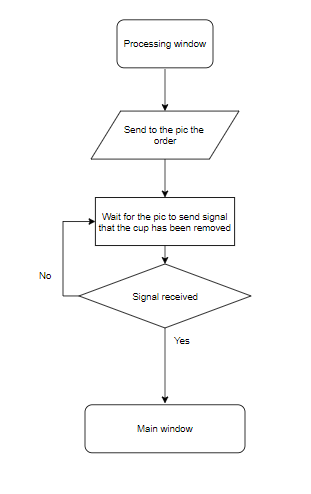 Processing window
Send to the pic the
order
Wait for the pic to send signal
that the cup has been removed
No
Signal received
Yes
Main window